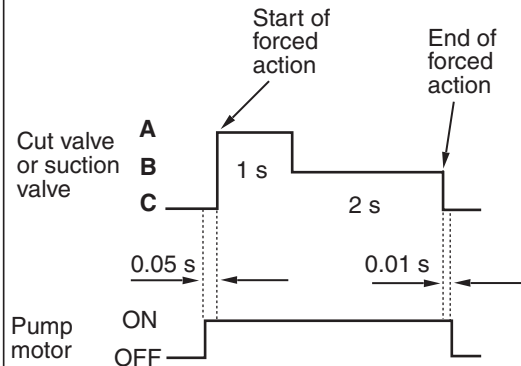 Start of
forced
action
End of
forced
action
Cut valve
or suction
valve
A
B
C
1 s
2 s
0.05 s
0.01 s
Pump
motor
ON
OFF